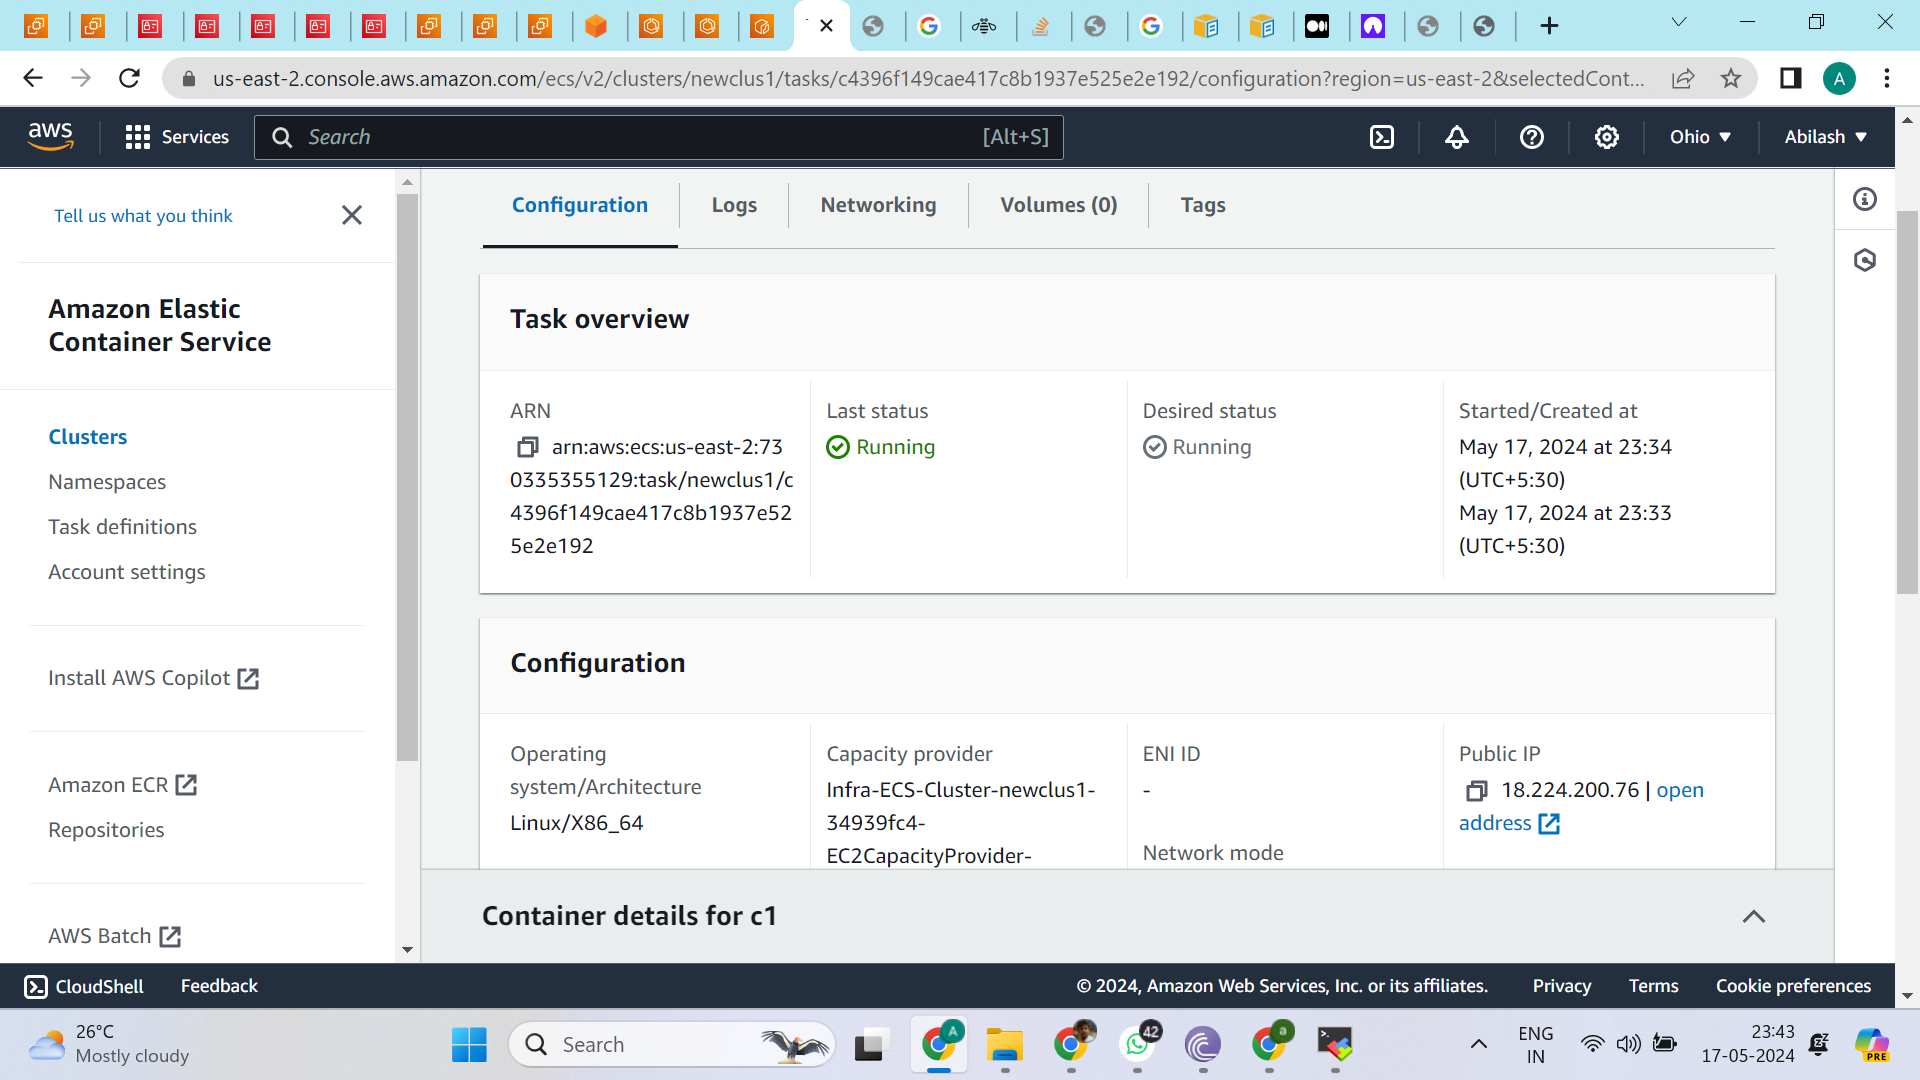 us-east-2.console.aws.amazon.com/ecs/v2/clusters/newclus1/tasks/c4396f149cae417c8b1937e525e2e192/configuration?region=us-east-2&selectedCont...
A
aws
Services
Search
[Alt+S]
Ohio
Abilash
Tell us what you think
Amazon Elastic
Container Service
Clusters
Namespaces
Task definitions
Account settings
Install AWS Copilot
Amazon ECR
Repositories
AWS Batch
Configuration
Logs
Networking
Volumes (0)
Tags
Task overview
ARN
arn:aws:ecs:us-east-2:73
0335355129:task/newclus1/c
4396f149cae417c8b1937e52
5e2e192
Last status
Running
Desired status
Running
Started/Created at
May 17, 2024 at 23:34
(UTC+5:30)
May 17, 2024 at 23:33
(UTC+5:30)
Configuration
Operating
system/Architecture
Linux/X86_64
Capacity provider
Infra-ECS-Cluster-newclus1-
34939fc4-
EC2CapacityProvider-
ENI ID
-
Network mode
Public IP
18.224.200.76 | open
address
Container details for c1
CloudShell
Feedback
© 2024, Amazon Web Services, Inc. or its affiliates.
Privacy
Terms
Cookie preferences
26°C
Mostly cloudy
Search
A
42
a
ENG
IN
23:43
17-05-2024
PRE